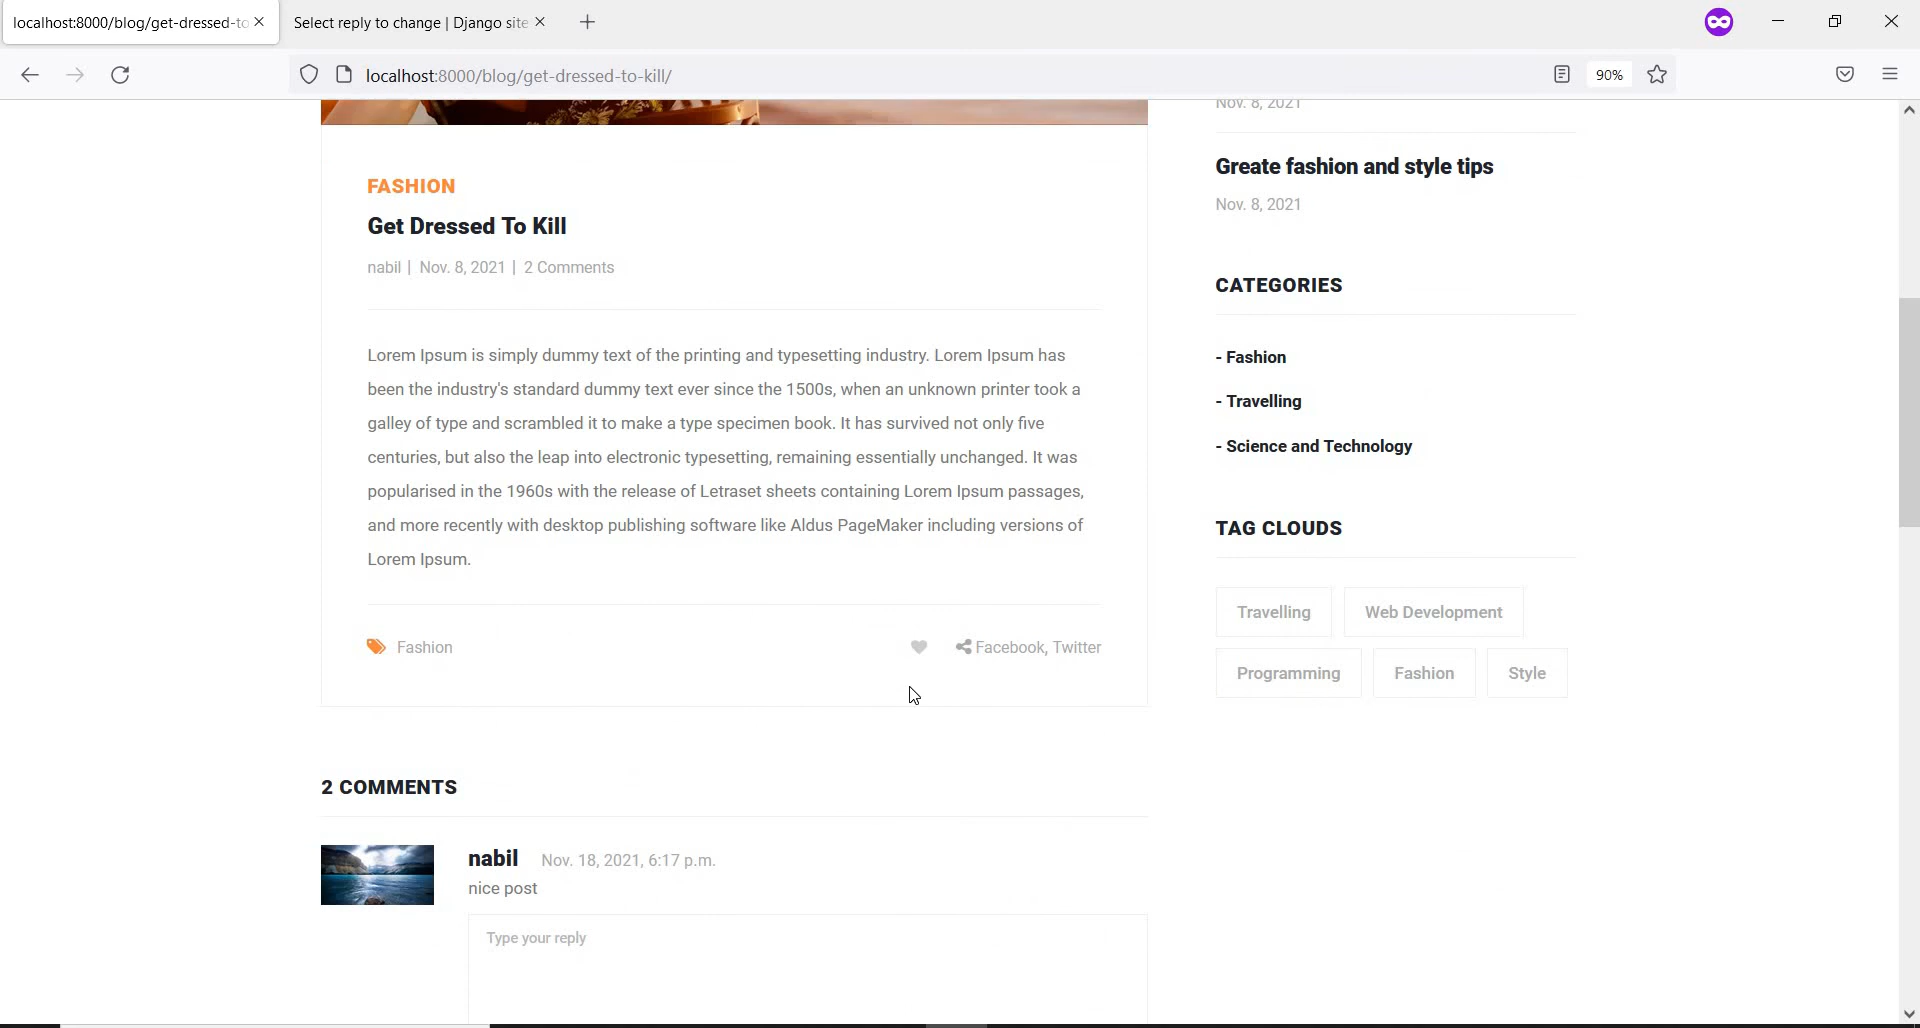 localhost:8000/blog/get-dressed-to
Select reply to change | Django site
localhost:8000/blog/get-dressed-to-kill/
90%
Nov. 8, 2021
FASHION
Get Dressed To Kill
nabil | Nov. 8, 2021 | 2 Comments
Lorem Ipsum is simply dummy text of the printing and typesetting industry. Lorem Ipsum has
been the industry's standard dummy text ever since the 1500s, when an unknown printer took a
galley of type and scrambled it to make a type specimen book. It has survived not only five
centuries, but also the leap into electronic typesetting, remaining essentially unchanged. It was
popularised in the 1960s with the release of Letraset sheets containing Lorem Ipsum passages,
and more recently with desktop publishing software like Aldus PageMaker including versions of
Lorem Ipsum.
Fashion
Facebook, Twitter
2 COMMENTS
nabil Nov. 18, 2021, 6:17 p.m.
nice post
Type your reply
Greate fashion and style tips
Nov. 8, 2021
CATEGORIES
- Fashion
- Travelling
- Science and Technology
TAG CLOUDS
Travelling Web Development
Programming Fashion Style